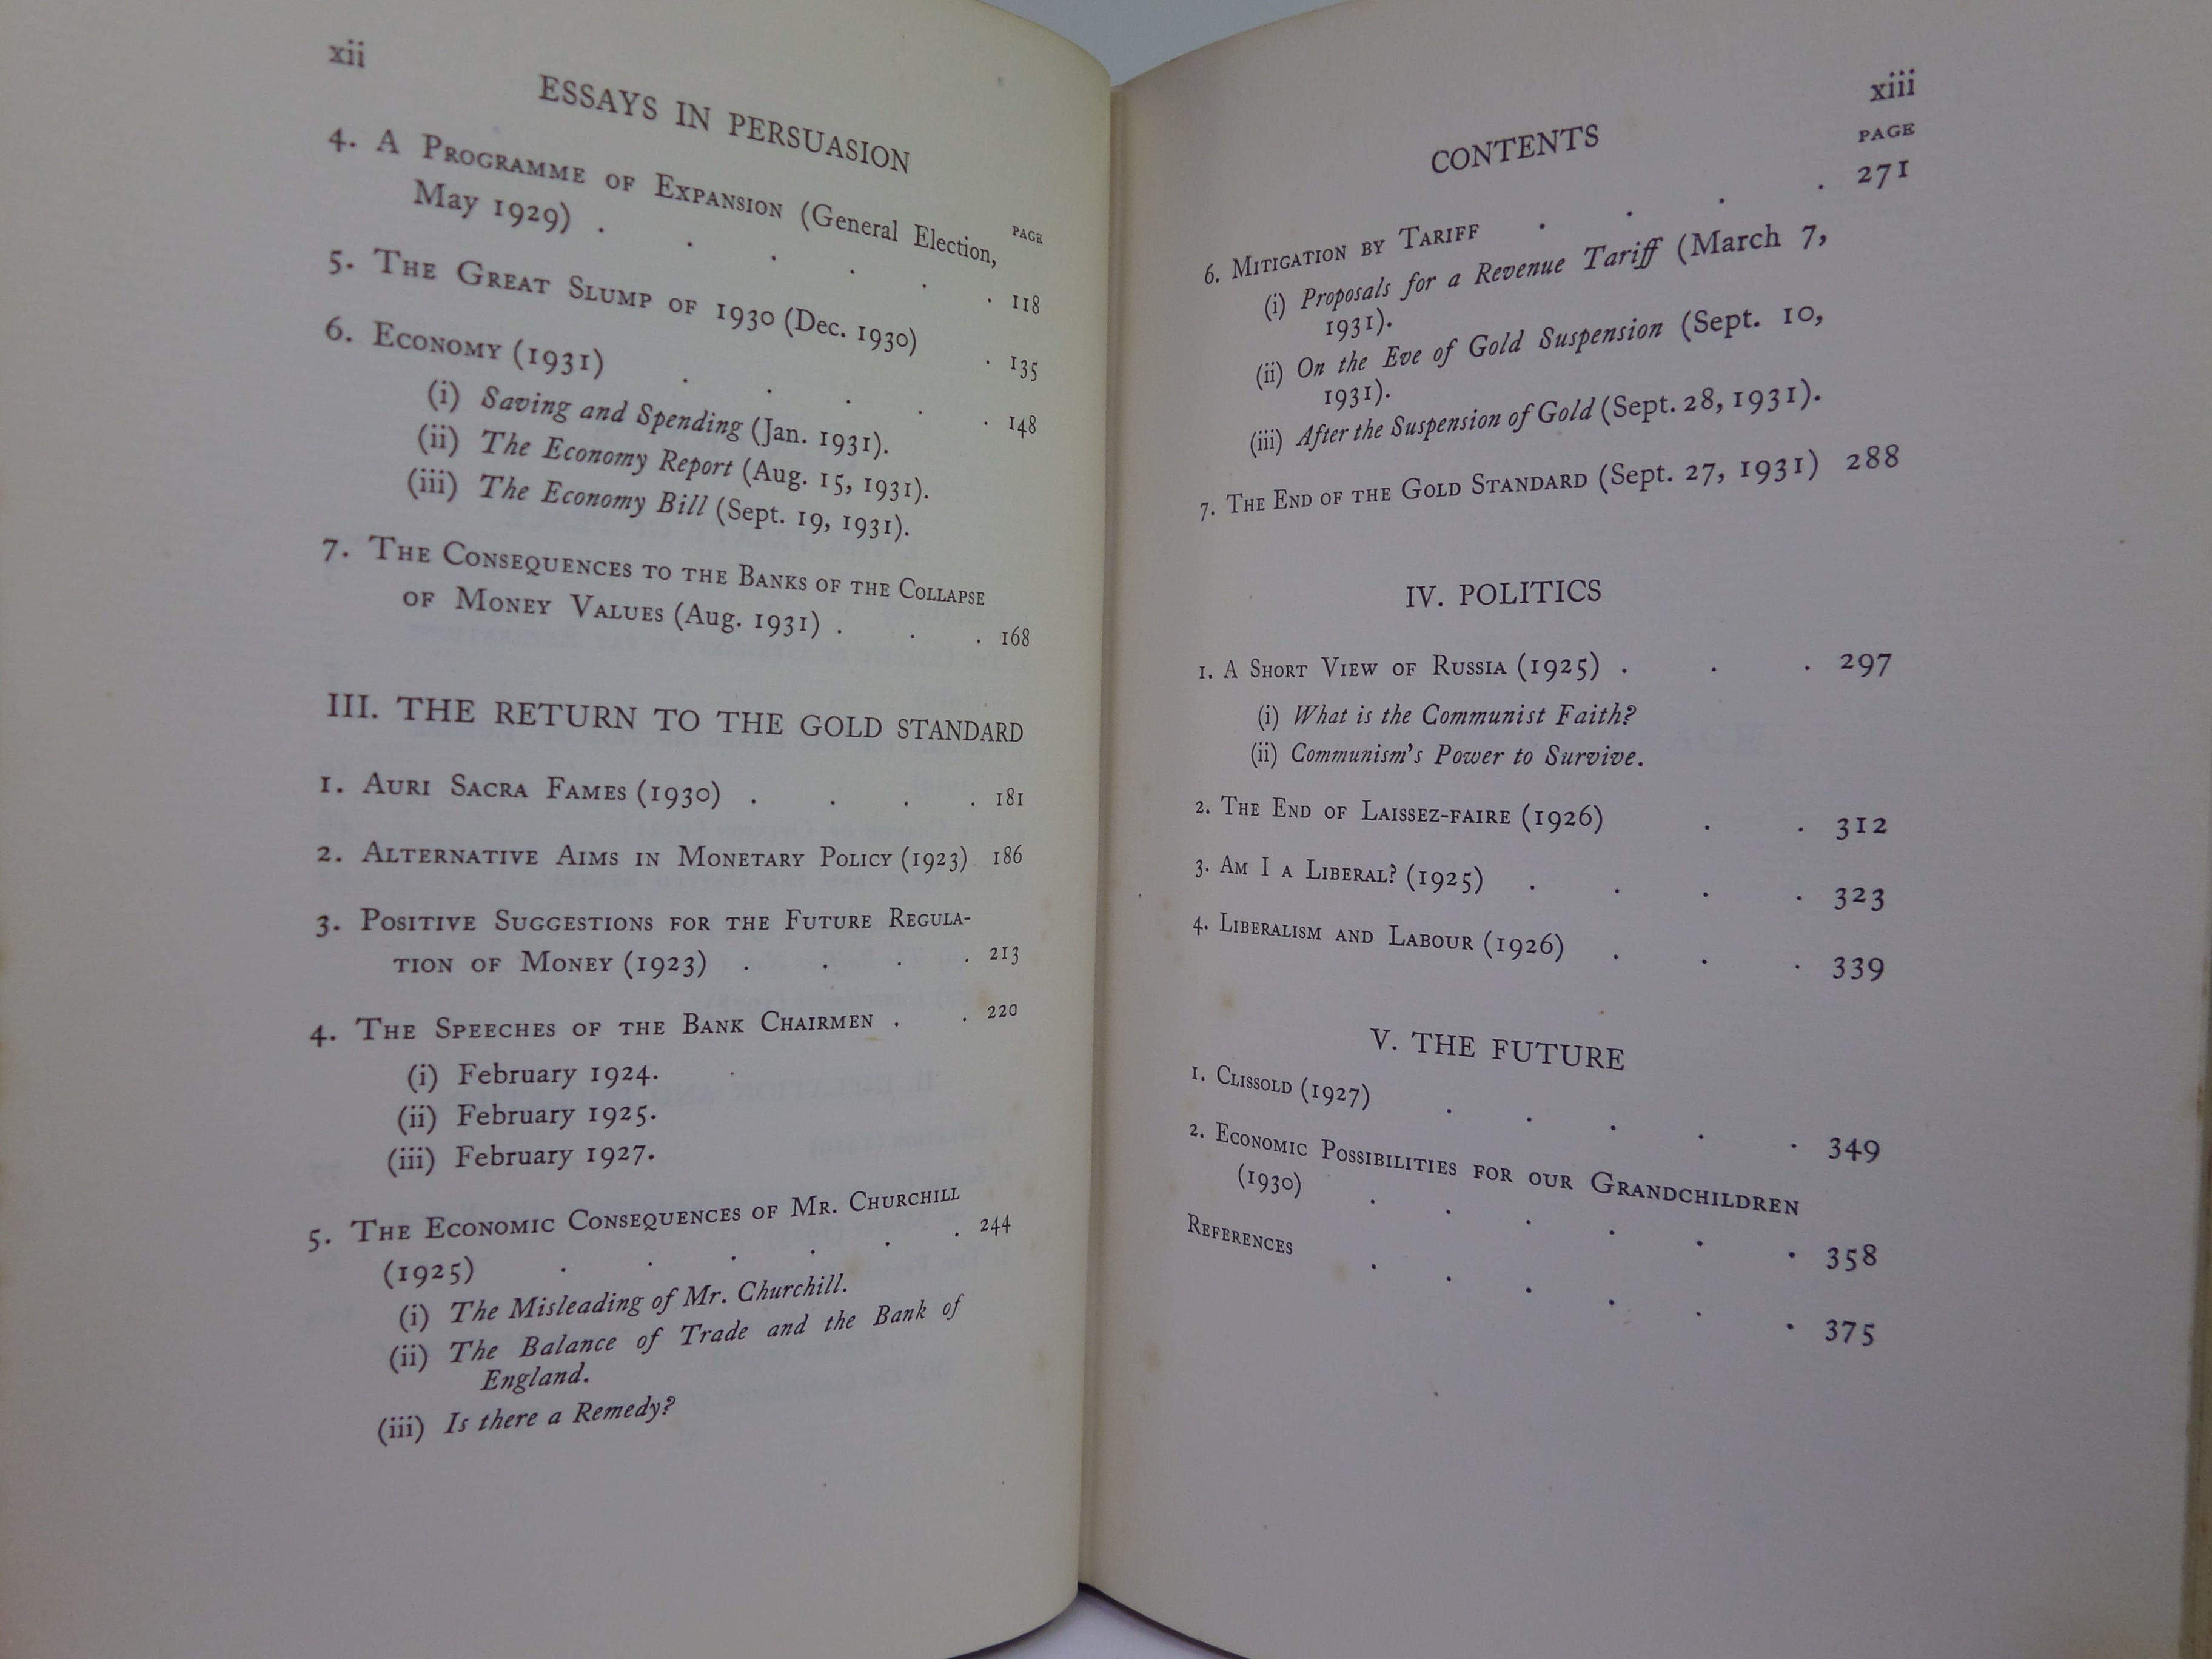 xii
ESSAYS IN PERSUASION
PAGE
4. A PROGRAMME OF EXPANSION (General Election,
May 1929) . . . . . . 118
5. THE GREAT SLUMP OF 1930 (Dec. 1930) . 135
6. ECONOMY (1931) . . . . . 148
(i) Saving and Spending (Jan. 1931).
(ii) The Economy Report (Aug. 15, 1931).
(iii) The Economy Bill (Sept. 19, 1931).
7. THE CONSEQUENCES TO THE BANKS OF THE COLLAPSE
OF MONEY VALUES (Aug. 1931) . . . 168
III. THE RETURN TO THE GOLD STANDARD
1. AURI SACRA FAMES (1930) . . . . 181
2. ALTERNATIVE AIMS IN MONETARY POLICY (1923) 186
3. POSITIVE SUGGESTIONS FOR THE FUTURE REGULA-
TION OF MONEY (1923) . . . . 213
4. THE SPEECHES OF THE BANK CHAIRMEN . . 220
(i) February 1924.
(ii) February 1925.
(iii) February 1927.
5. THE ECONOMIC CONSEQUENCES OF MR. CHURCHILL
(1925) . . . . . . 244
(i) The Misleading of Mr. Churchill.
(ii) The Balance of Trade and the Bank of
England.
(iii) Is there a Remedy?
xiii
CONTENTS
PAGE
6. MITIGATION BY TARIFF . . . . 271
(i) Proposals for a Revenue Tariff (March 7,
1931).
(ii) On the Eve of Gold Suspension (Sept. 10,
1931).
(iii) After the Suspension of Gold (Sept. 28, 1931).
7. THE END OF THE GOLD STANDARD (Sept. 27, 1931) 288
IV. POLITICS
1. A SHORT VIEW OF RUSSIA (1925) . . . 297
(i) What is the Communist Faith?
(ii) Communism's Power to Survive.
2. THE END OF LAISSEZ-FAIRE (1926) . . 312
3. AM I A LIBERAL? (1925) . . . . 323
4. LIBERALISM AND LABOUR (1926) . . . 339
V. THE FUTURE
1. CLISSOLD (1927) . . . . . 349
2. ECONOMIC POSSIBILITIES FOR OUR GRANDCHILDREN
(1930) . . . . . . 358
REFERENCES . . . . . . 375